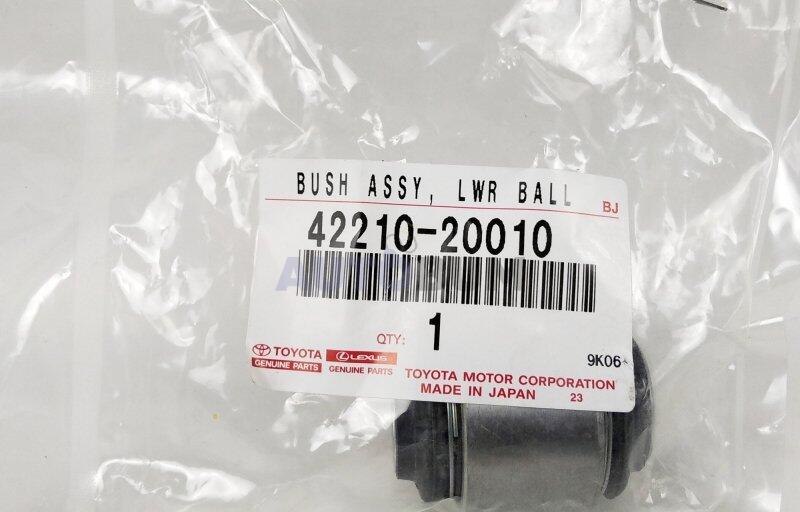 BUSH ASSY, LWR BALL
BJ
42210-20010
QTY: 1
9K06
TOYOTA
GENUINE PARTS
LEXUS
GENUINE PARTS
TOYOTA MOTOR CORPORATION
MADE IN JAPAN 23